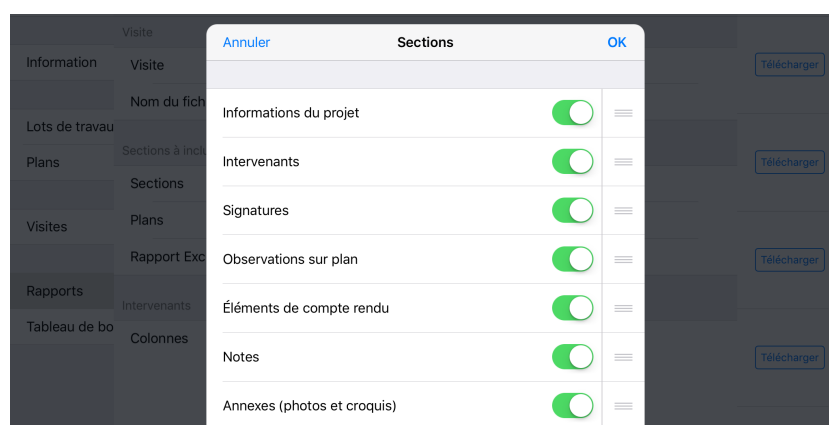 Annuler Sections OK
Informations du projet
Intervenants
Signatures
Observations sur plan
Éléments de compte rendu
Notes
Annexes (photos et croquis)
Information
Lots de travau
Plans
Visites
Rapports
Tableau de bo
Visite
Visite
Nom du fich
Sections à inclu
Sections
Plans
Rapport Exc
Intervenants
Colonnes
Télécharger
Télécharger
Télécharger
Télécharger